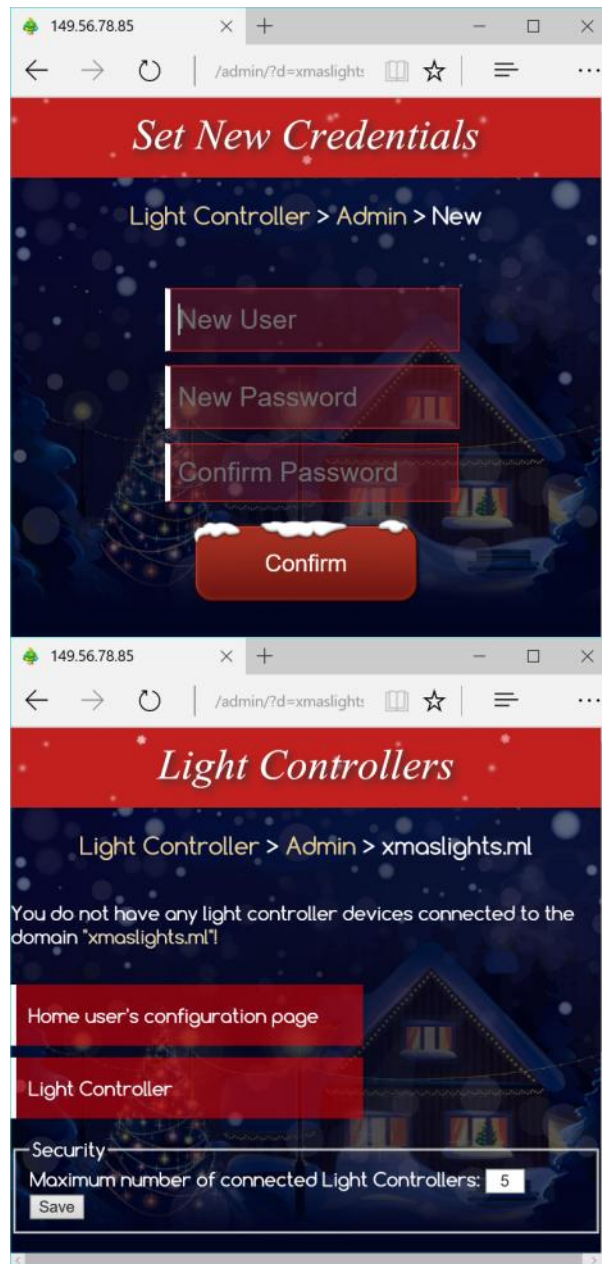 149.56.78.85
/admin/?d=xmaslight
Set New Credentials
Light Controller > Admin > New
New User
New Password
Confirm Password
Confirm
149.56.78.85
/admin/?d=xmaslight
Light Controllers
Light Controller > Admin > xmaslights.ml
You do not have any light controller devices connected to the
domain "xmaslights.ml"!
Home user's configuration page
Light Controller
Security
Maximum number of connected Light Controllers: 5
Save